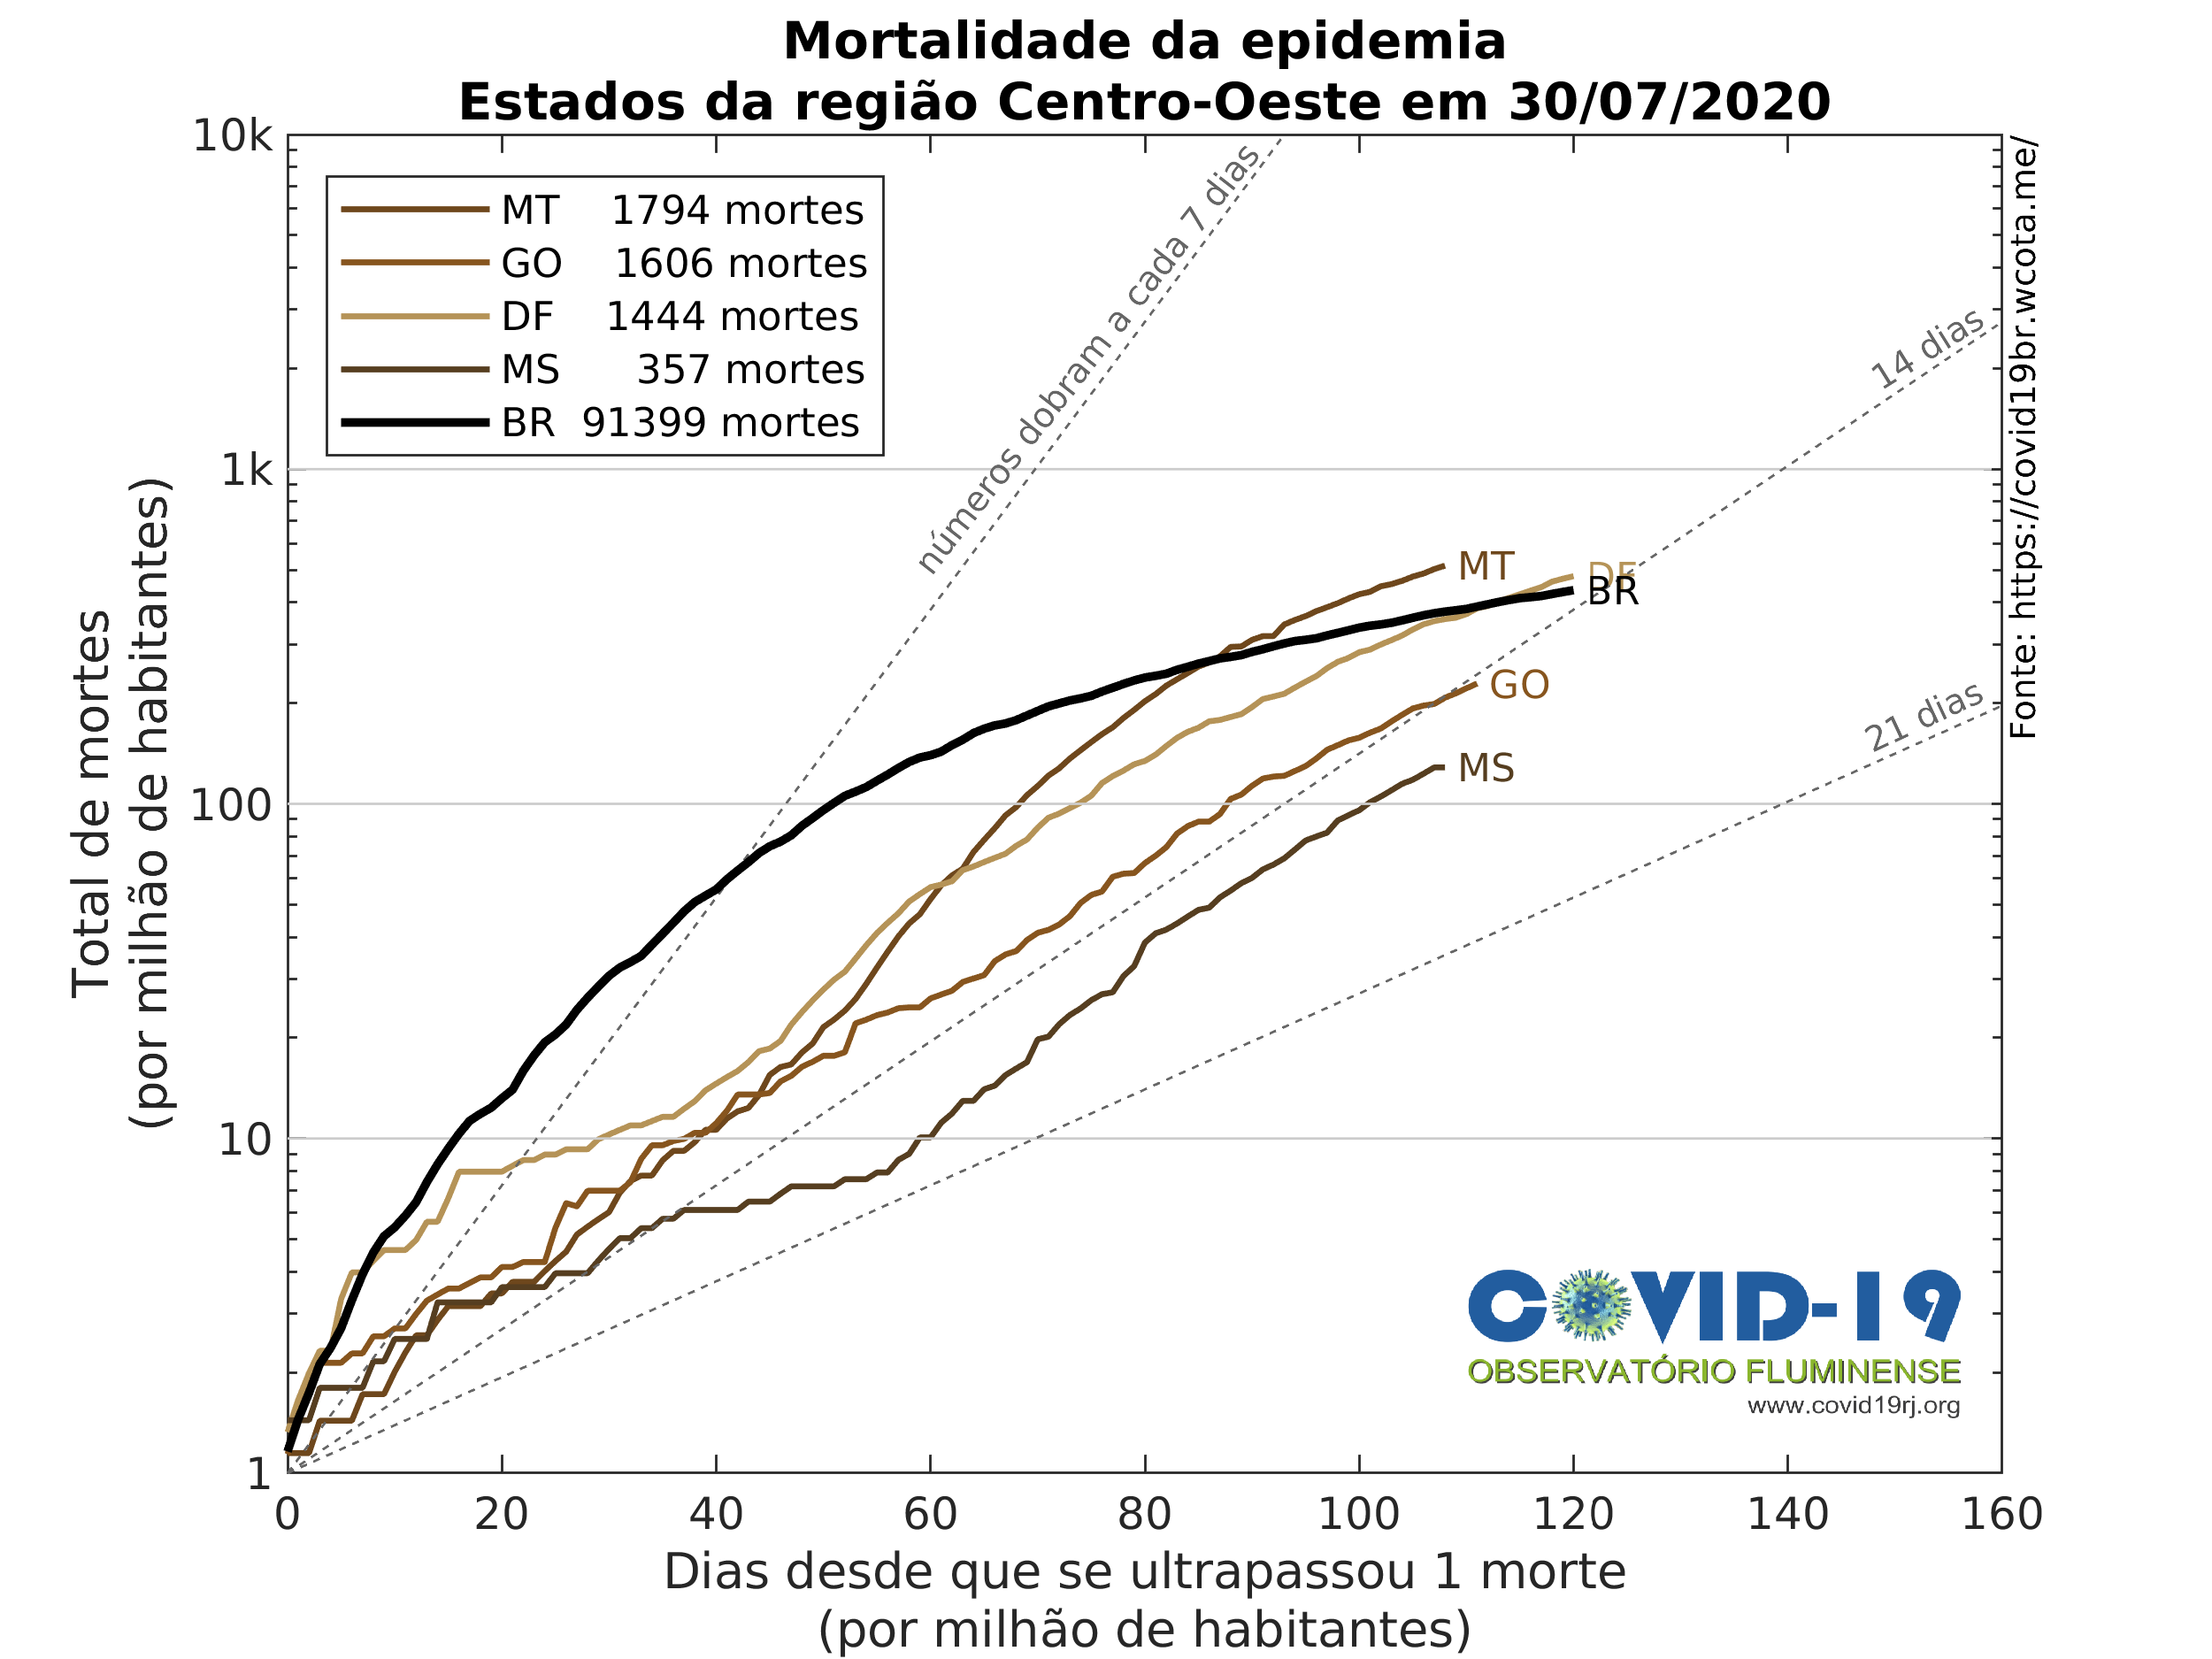 Mortalidade da epidemia
Estados da região Centro-Oeste em 30/07/2020
10k
1k
100
10
1
Total de mortes
(por milhão de habitantes)
MT 1794 mortes
GO 1606 mortes
DF 1444 mortes
MS 357 mortes
BR 91399 mortes
números dobram a cada 7 dias
14 dias
21 dias
MT
DF
BR
GO
MS
Fonte: https://covid19br.wcota.me/
COVID-19
OBSERVATÓRIO FLUMINENSE
www.covid19rj.org
0 20 40 60 80 100 120 140 160
Dias desde que se ultrapassou 1 morte
(por milhão de habitantes)